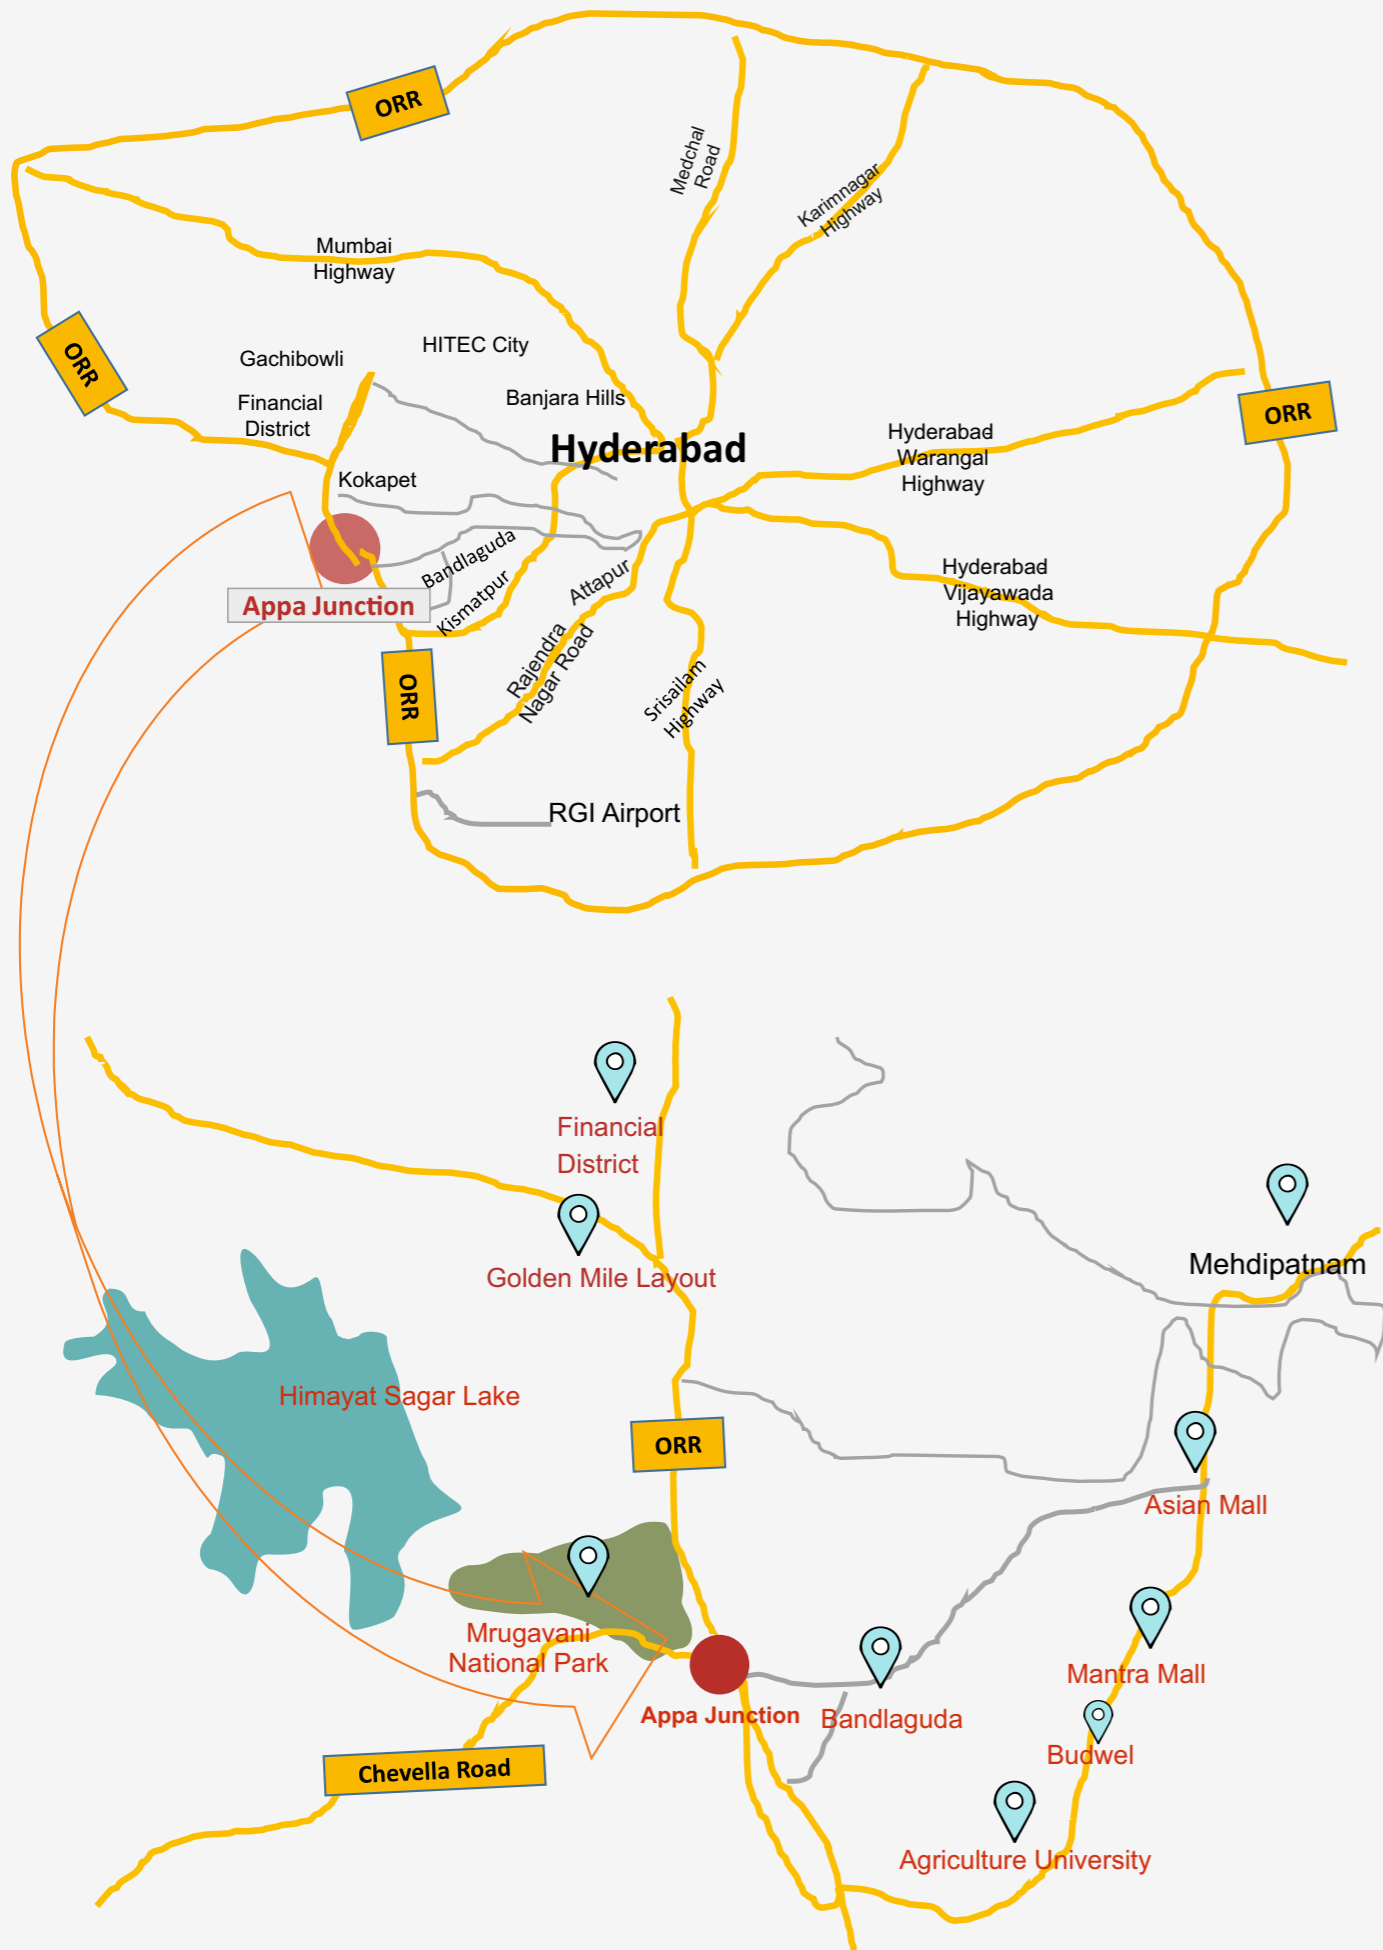 ORR
Medchal
Road
Karimnagar
Highway
Mumbai
Highway
ORR
Gachibowli
HITEC City
Financial
District
Banjara Hills
Hyderabad
ORR
Hyderabad
Warangal
Highway
Kokapet
Appa Junction
Bandlaguda
Kismatpur
Attapur
Hyderabad
Vijayawada
Highway
ORR
Rajendra
Nagar Road
Srisailam
Highway
RGI Airport
Financial
District
Golden Mile Layout
Mehdipatnam
Himayat Sagar Lake
ORR
Asian Mall
Mrugavani
National Park
Mantra Mall
Appa Junction
Bandlaguda
Budwel
Chevella Road
Agriculture University